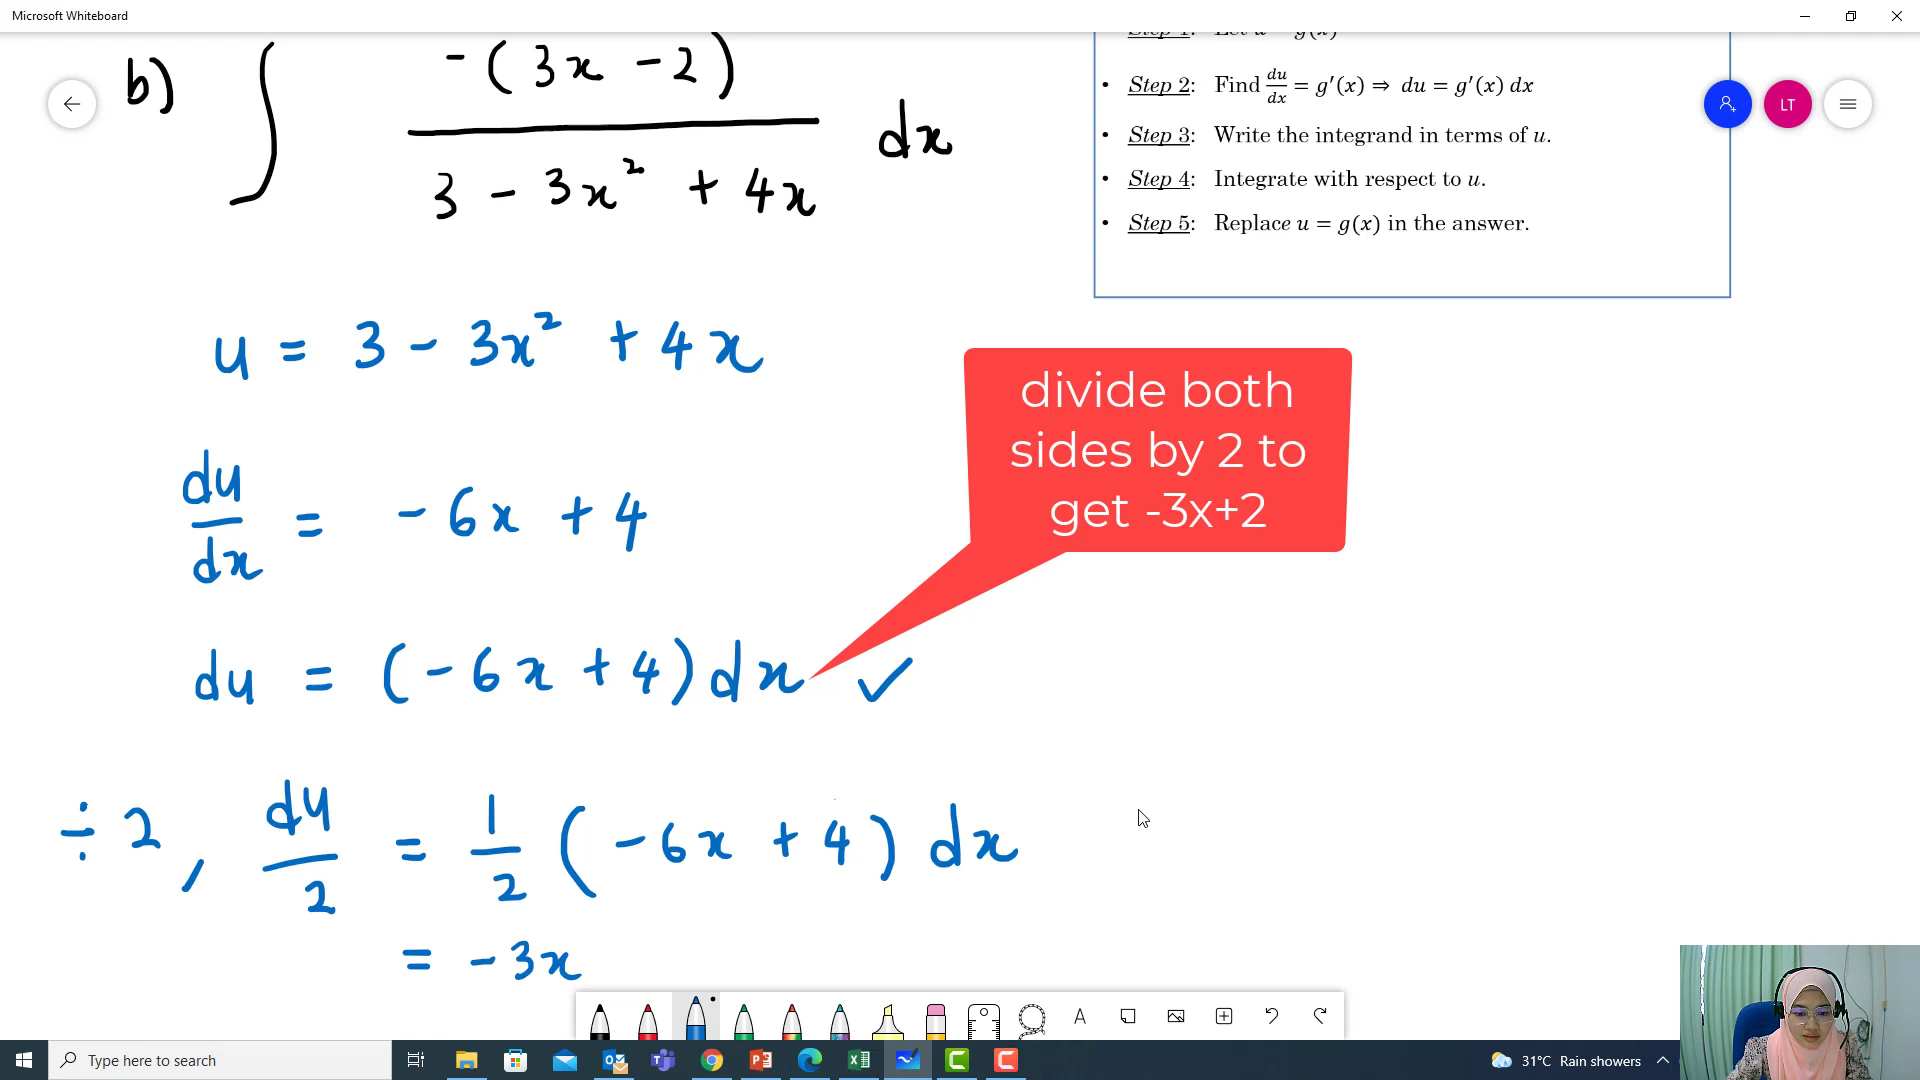 Microsoft Whiteboard
b) ∫ -(3x - 2) / 3 - 3x² + 4x dx
Step 1: Let u = g(x)
• Step 2: Find du/dx = g′(x) ⇒ du = g′(x) dx
• Step 3: Write the integrand in terms of u.
• Step 4: Integrate with respect to u.
• Step 5: Replace u = g(x) in the answer.
LT
u = 3 - 3x² + 4x
divide both
sides by 2 to
get -3x+2
du/dx = -6x + 4
du = (-6x + 4) dx ✓
÷ 2, du/2 = 1/2 (-6x + 4) dx
= -3x
A
Type here to search
31°C Rain showers